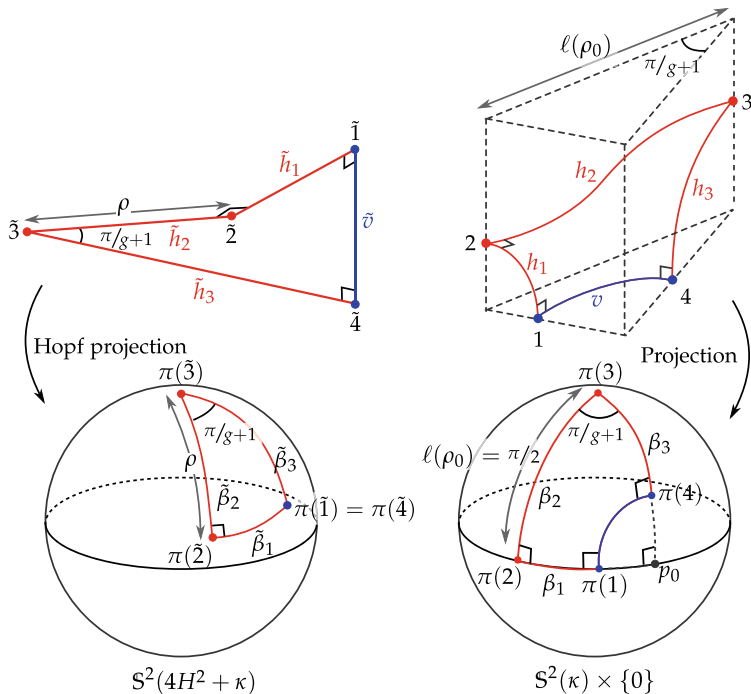 ℓ(ρ₀)
π/g+1
3
h₂
h₃
2
h₁
v
4
1
1̃
h̃₁
ρ
3̃
π/g+1
h̃₂
2̃
ṽ
h̃₃
4̃
Hopf projection
Projection
π(3̃)
π/g+1
ρ
β̃₂
β̃₃
π(1̃) = π(4̃)
π(2̃)
β̃₁
S²(4H² + κ)
π(3)
π/g+1
ℓ(ρ₀) = π/2
β₃
β₂
π(4)
π(2)
β₁
π(1)
p₀
S²(κ) × {0}